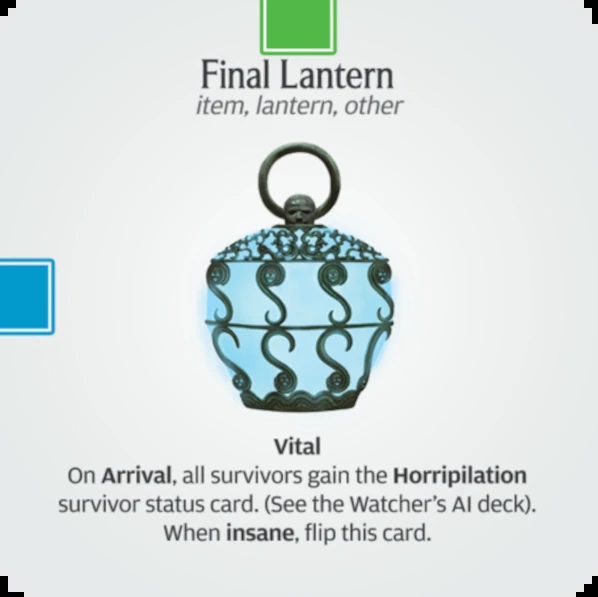 Final Lantern
item, lantern, other
Vital
On Arrival, all survivors gain the Horripilation
survivor status card. (See the Watcher's AI deck).
When insane, flip this card.